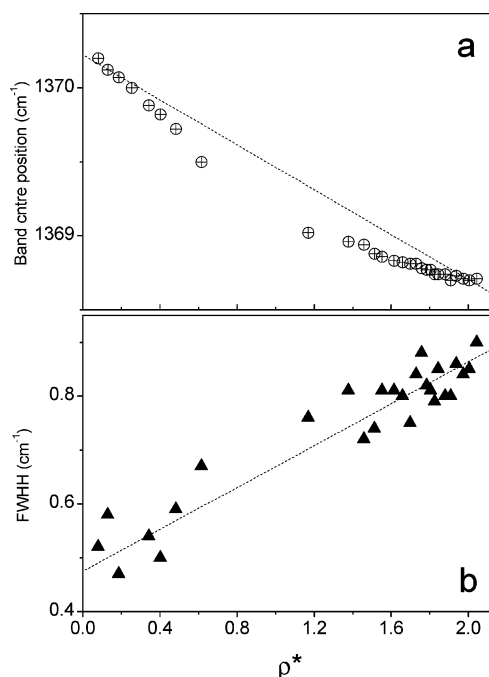 a
Band cntre position (cm⁻¹)
1370
1369
b
FWHH (cm⁻¹)
0.8
0.6
0.4
0.0 0.4 0.8 1.2 1.6 2.0
ρ*